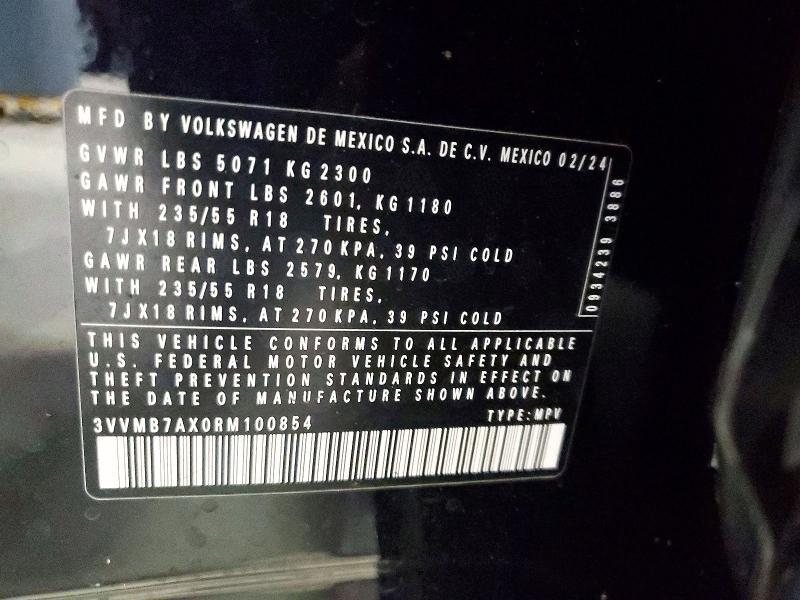 MFD BY VOLKSWAGEN DE MEXICO S.A. DE C.V. MEXICO 02/24
GVWR LBS 5071 KG 2300
GAWR FRONT LBS 2601, KG 1180
WITH 235/55 R18 TIRES,
7JX18 RIMS, AT 270 KPA, 39 PSI COLD
GAWR REAR LBS 2579, KG 1170
WITH 235/55 R18 TIRES,
7JX18 RIMS, AT 270 KPA, 39 PSI COLD
0934239 3886
THIS VEHICLE CONFORMS TO ALL APPLICABLE
U.S. FEDERAL MOTOR VEHICLE SAFETY AND
THEFT PREVENTION STANDARDS IN EFFECT ON
THE DATE OF MANUFACTURE SHOWN ABOVE.
3VVMB7AX0RM100854 TYPE: MPV